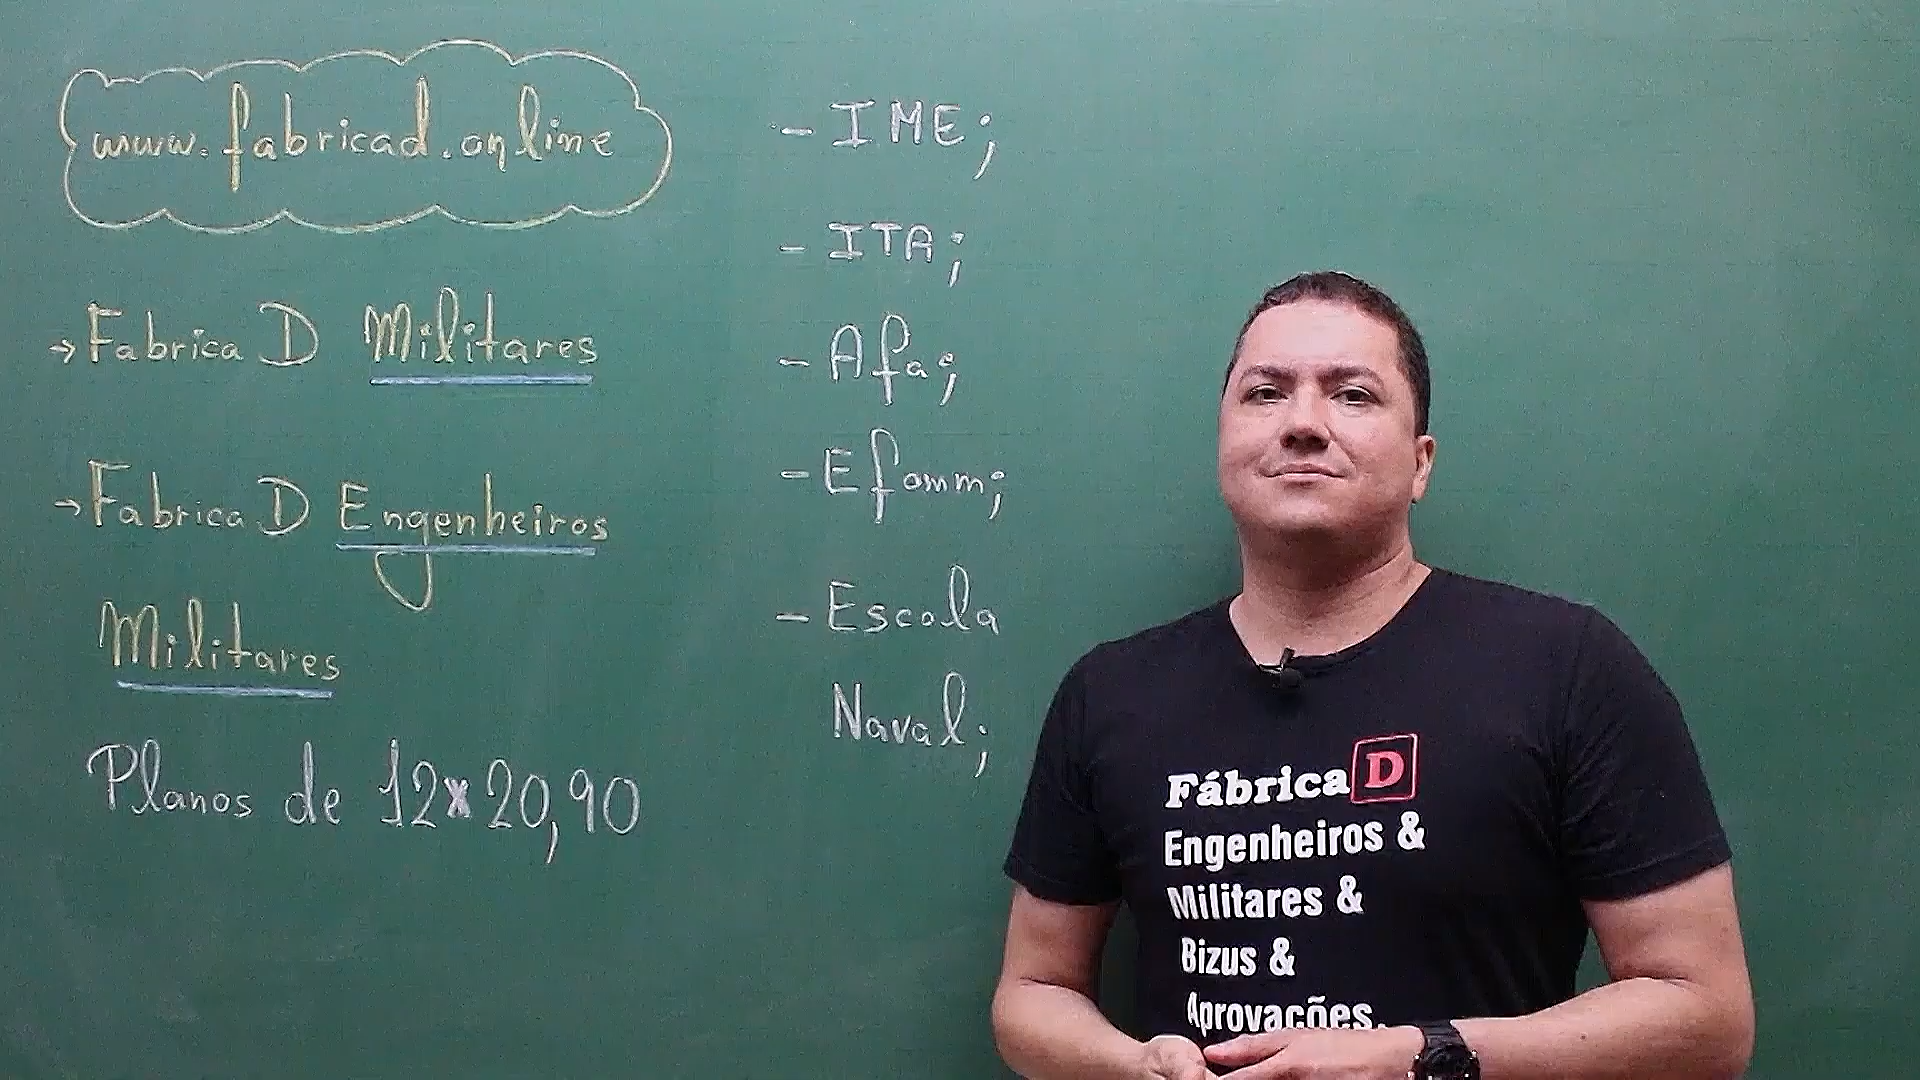 www.fabricad.online
→ Fabrica D Militares
→ Fabrica D Engenheiros
Militares
Planos de 12x20,90
- IME;
- ITA;
- Afa;
- Efomm;
- Escola
Naval;
Fábrica D
Engenheiros &
Militares &
Bizus &
Aprovações.